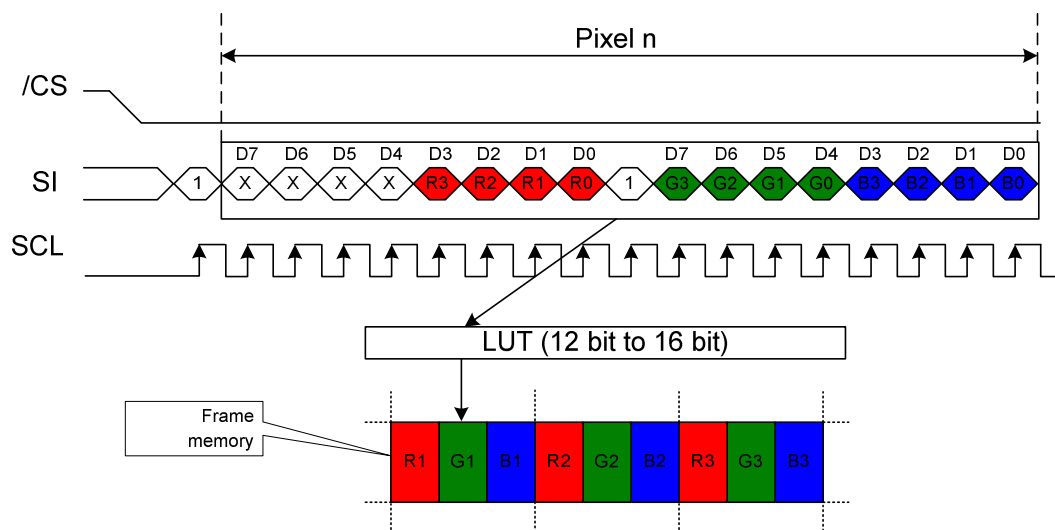 Pixel n
/CS
D7 D6 D5 D4 D3 D2 D1 D0 D7 D6 D5 D4 D3 D2 D1 D0
SI 1 X X X X R3 R2 R1 R0 1 G3 G2 G1 G0 B3 B2 B1 B0
SCL
LUT (12 bit to 16 bit)
Frame
memory
R1 G1 B1 R2 G2 B2 R3 G3 B3